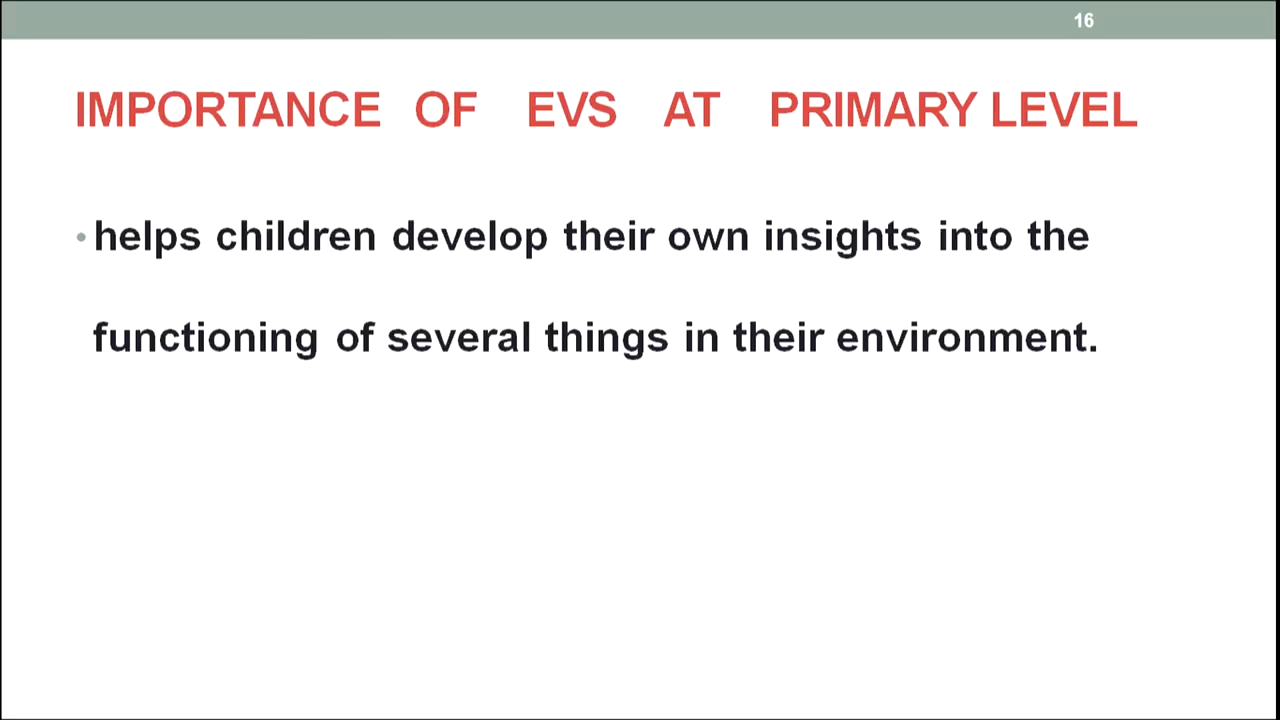 16
IMPORTANCE OF EVS AT PRIMARY LEVEL
• helps children develop their own insights into the
functioning of several things in their environment.